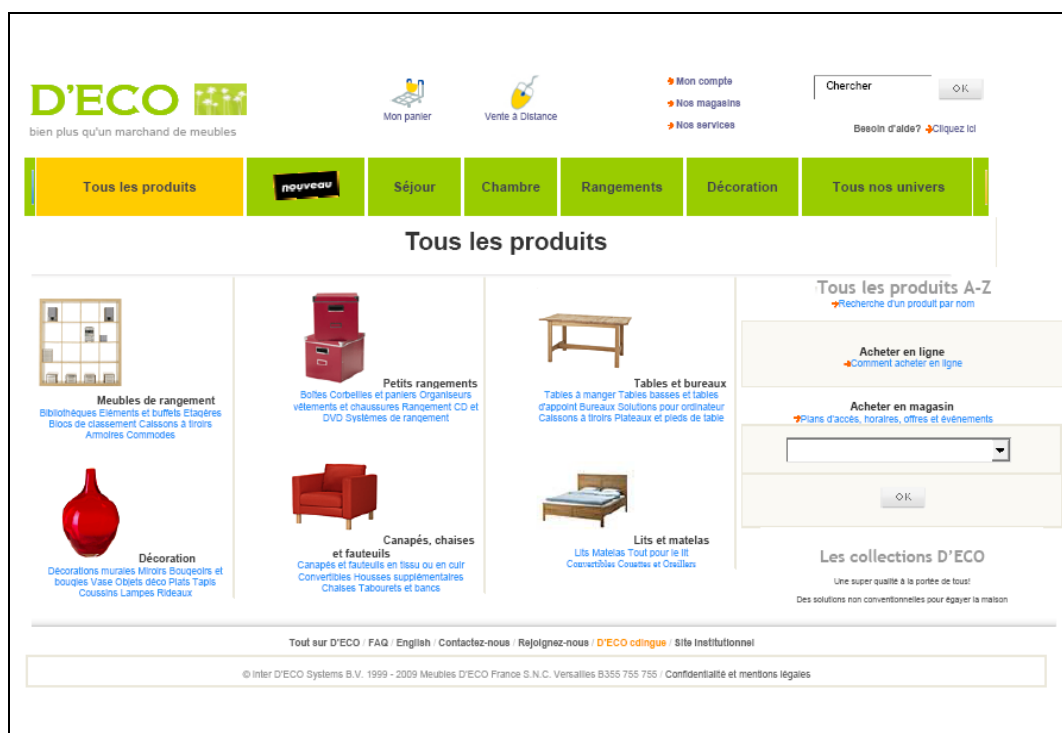 D'ECO
bien plus qu'un marchand de meubles
Mon panier
Vente à Distance
Mon compte
Nos magasins
Nos services
Chercher
OK
Besoin d'aide? Cliquez ici
Tous les produits
nouveau
Séjour
Chambre
Rangements
Décoration
Tous nos univers
Tous les produits
Meubles de rangement
Bibliothèques Eléments et buffets Etagères
Blocs de classement Caissons à tiroirs
Armoires Commodes
Petits rangements
Boîtes Corbeilles et paniers Organiseurs
vêtements et chaussures Rangement CD et
DVD Systèmes de rangement
Tables et bureaux
Tables à manger Tables basses et tables
d'appoint Bureaux Solutions pour ordinateur
Caissons à tiroirs Plateaux et pieds de table
Tous les produits A-Z
Recherche d'un produit par nom
Acheter en ligne
Comment acheter en ligne
Acheter en magasin
Plans d'accès, horaires, offres et événements
OK
Décoration
Décorations murales Miroirs Bougeoirs et
bougies Vase Objets déco Plats Tapis
Coussins Lampes Rideaux
Canapés, chaises
et fauteuils
Canapés et fauteuils en tissu ou en cuir
Convertibles Housses supplémentaires
Chaises Tabourets et bancs
Lits et matelas
Lits Matelas Tout pour le lit
Convertibles Couettes et Oreillers
Les collections D'ECO
Une super qualité à la portée de tous!
Des solutions non conventionnelles pour égayer la maison
Tout sur D'ECO / FAQ / English / Contactez-nous / Rejoignez-nous / D'ECO cdingue / Site institutionnel
© Inter D'ECO Systems B.V. 1999 - 2009 Meubles D'ECO France S.N.C. Versailles B355 755 755 / Confidentialité et mentions légales